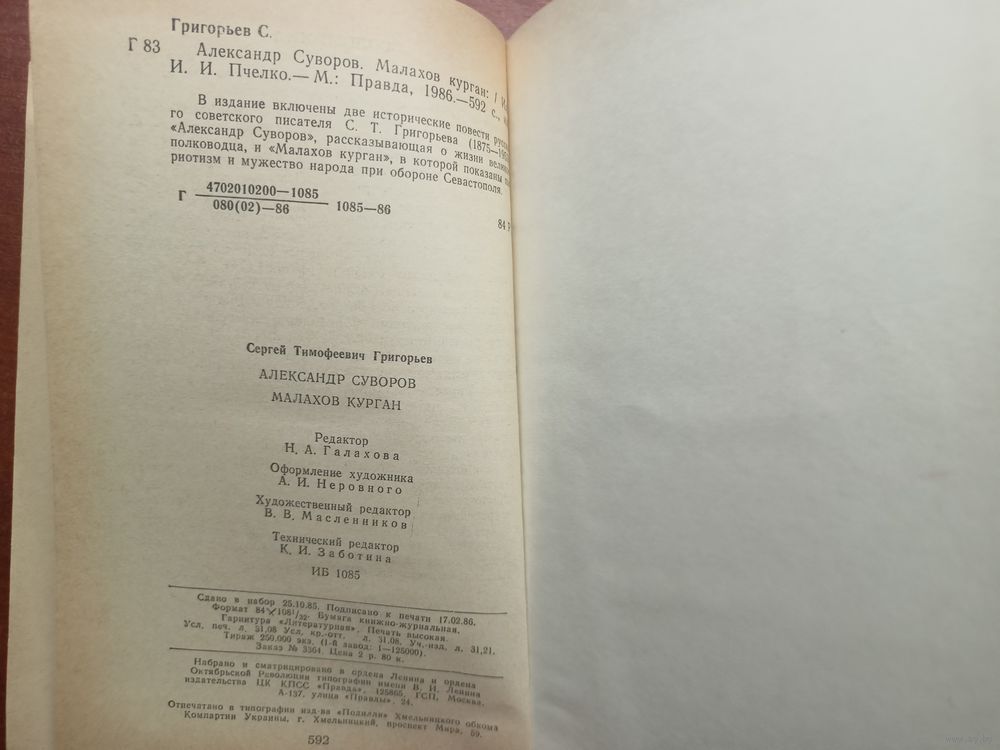 Григорьев С.
Г 83 Александр Суворов. Малахов курган: /
И. И. Пчелко.— М.: Правда, 1986.—592 с.,
В издание включены две исторические повести
го советского писателя С. Т. Григорьева (1875—
«Александр Суворов», рассказывающая о жизни
полководца, и «Малахов курган», в которой показаны
риотизм и мужество народа при обороне Севастополя.
Г 4702010200—1085
080(02)—86 1085—86
84
Сергей Тимофеевич Григорьев
АЛЕКСАНДР СУВОРОВ
МАЛАХОВ КУРГАН
Редактор
Н. А. Галахова
Оформление художника
А. И. Неровного
Художественный редактор
В. В. Масленников
Технический редактор
К. И. Заботина
ИБ 1085
Сдано в набор 25.10.85. Подписано к печати 17.02.86.
Формат 84×108 1/32. Бумага книжно-журнальная.
Гарнитура «Литературная». Печать высокая.
Усл. печ. л. 31,08 Усл. кр.-отт. л. 31,08. Уч.-изд. л. 31,21.
Тираж 250.000 экз. (1-й завод: 1—125000).
Заказ № 3364. Цена 2 р. 80 к.
Набрано и сматрицировано в ордена Ленина и ордена
Октябрьской Революции типографии имени В. И. Ленина
издательства ЦК КПСС «Правда». 125865, ГСП, Москва,
А-137, улица «Правды», 24.
Отпечатано в типографии изд-ва «Подилля» Хмельницкого обкома
Компартии Украины, г. Хмельницкий, проспект Мира, 59.
592